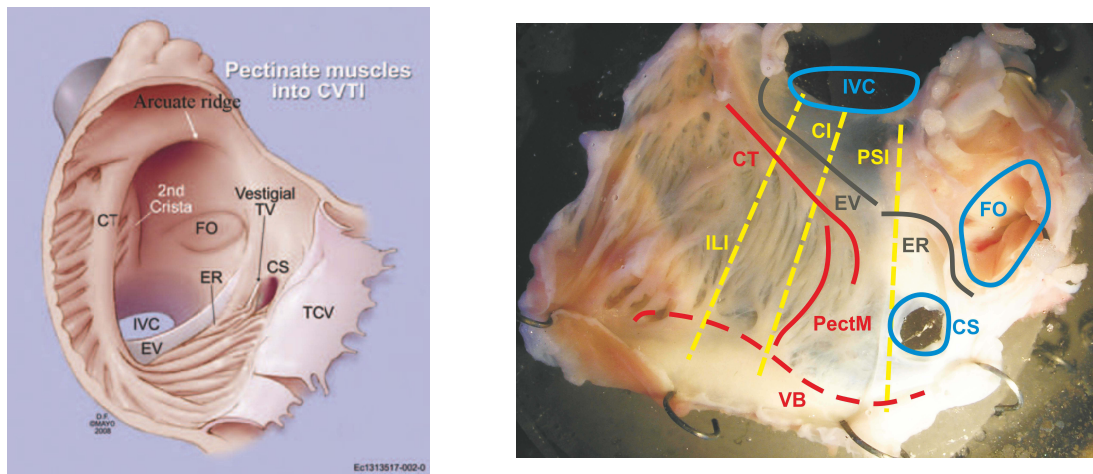 Pectinate muscles
into CVTI
Arcuate ridge
2nd
Crista
CT
Vestigial
TV
FO
ER
CS
TCV
IVC
EV
D.F.
©MAYO
2008
Ec1313517-002-0
IVC
CI
CT
PSI
EV
FO
ILI
ER
PectM
CS
VB